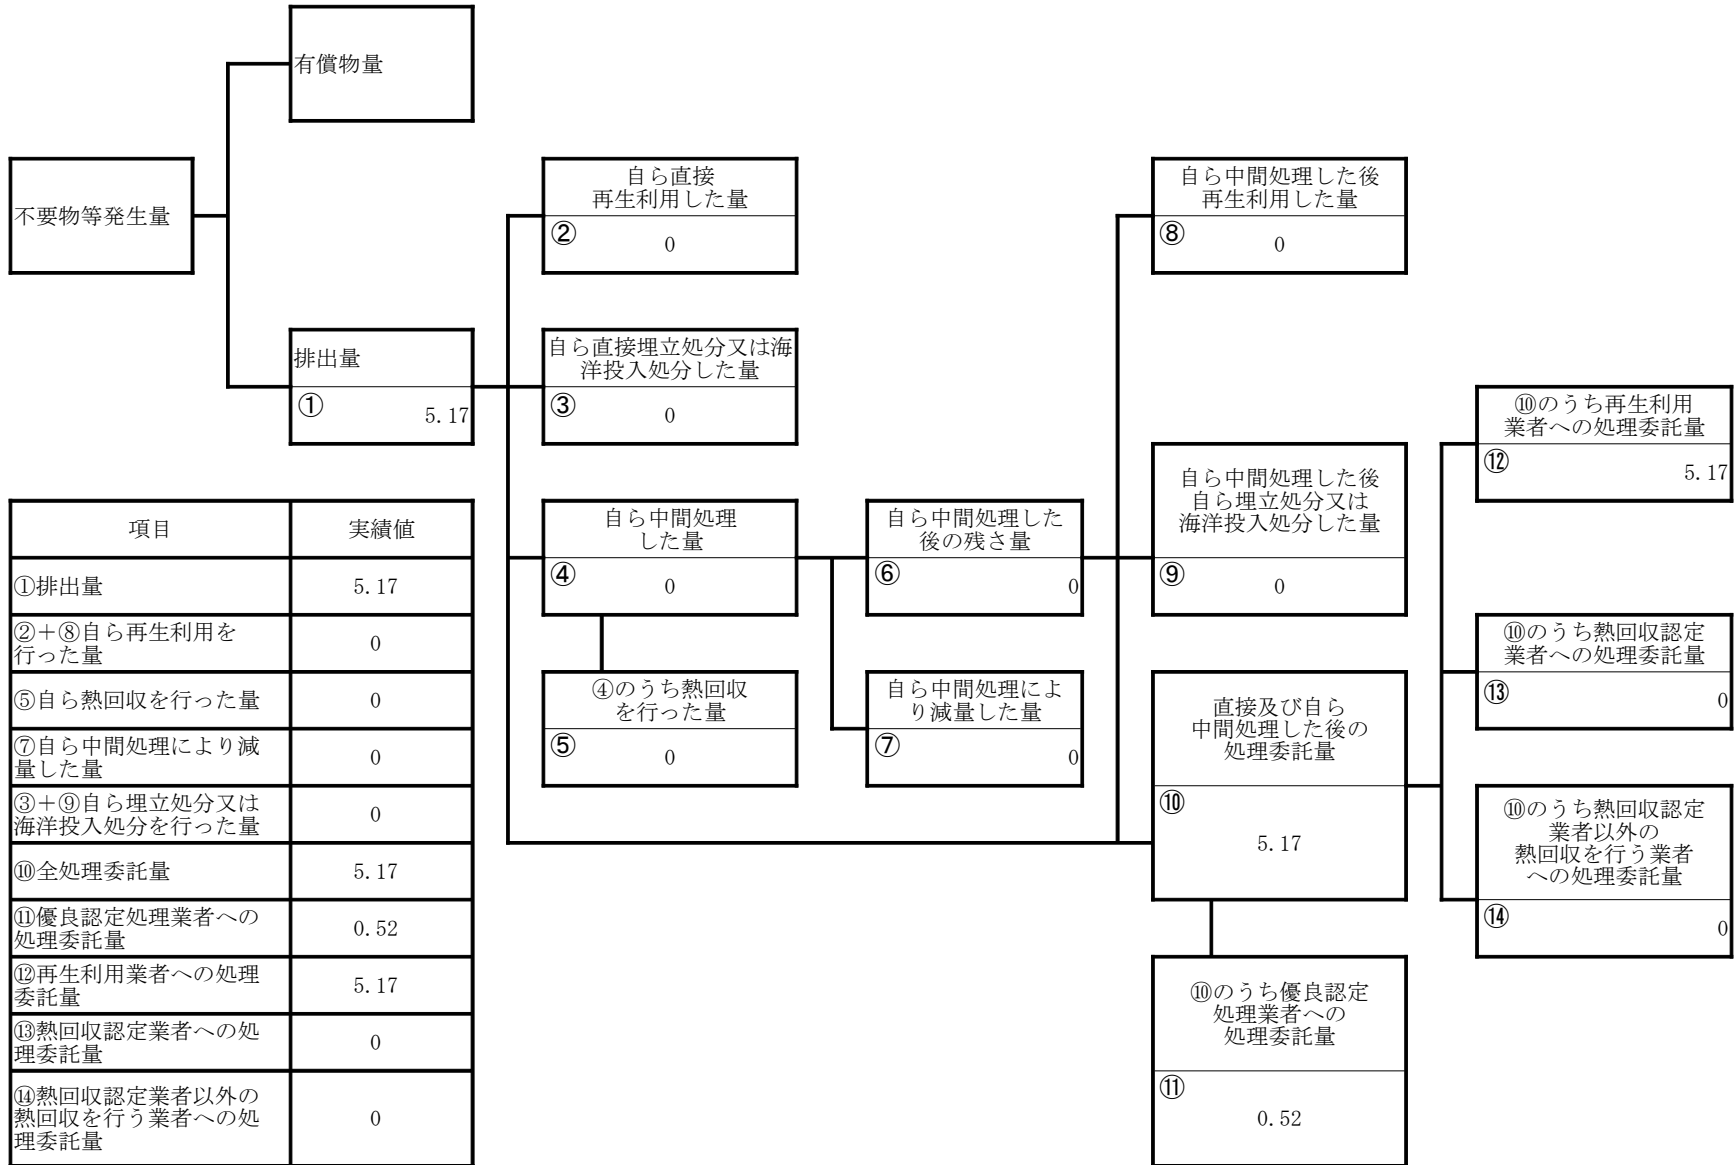 有償物量
不要物等発生量
排出量
①
5.17
自ら直接
再生利用した量
②
0
自ら直接埋立処分又は海
洋投入処分した量
③
0
自ら中間処理
した量
④
0
④のうち熱回収
を行った量
⑤
0
自ら中間処理した
後の残さ量
⑥
0
自ら中間処理によ
り減量した量
⑦
0
自ら中間処理した後
再生利用した量
⑧
0
自ら中間処理した後
自ら埋立処分又は
海洋投入処分した量
⑨
0
直接及び自ら
中間処理した後の
処理委託量
⑩
5.17
⑩のうち優良認定
処理業者への
処理委託量
⑪
0.52
⑩のうち再生利用
業者への処理委託量
⑫
5.17
⑩のうち熱回収認定
業者への処理委託量
⑬
0
⑩のうち熱回収認定
業者以外の
熱回収を行う業者
への処理委託量
⑭
0
項目 実績値
①排出量 5.17
②+⑧自ら再生利用を
行った量 0
⑤自ら熱回収を行った量 0
⑦自ら中間処理により減
量した量 0
③+⑨自ら埋立処分又は
海洋投入処分を行った量 0
⑩全処理委託量 5.17
⑪優良認定処理業者への
処理委託量 0.52
⑫再生利用業者への処理
委託量 5.17
⑬熱回収認定業者への処
理委託量 0
⑭熱回収認定業者以外の
熱回収を行う業者への処
理委託量 0